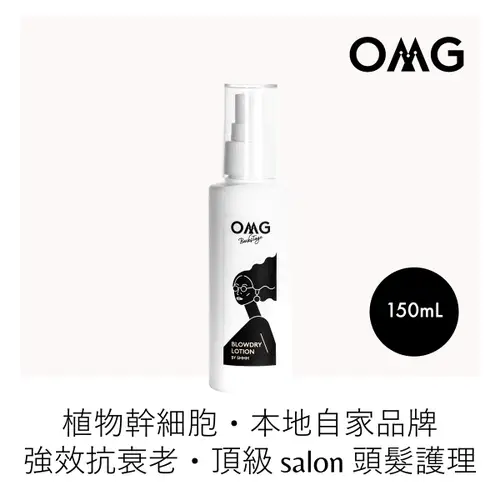 OMG
OMG
Backstage
BLOWDRY
LOTION
BY EHHH
150mL
植物幹細胞・本地自家品牌
強效抗衰老・頂級 salon 頭髮護理